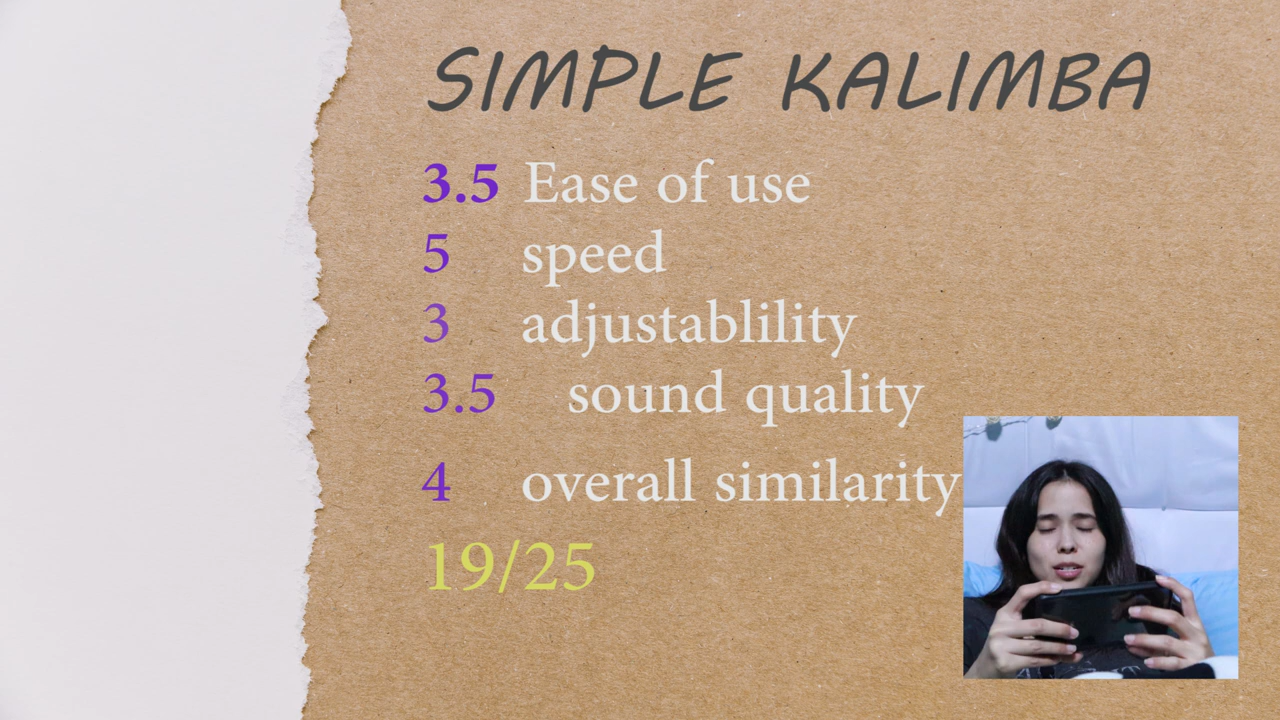 SIMPLE KALIMBA
3.5 Ease of use
5 speed
3 adjustablility
3.5 sound quality
4 overall similarity
19/25